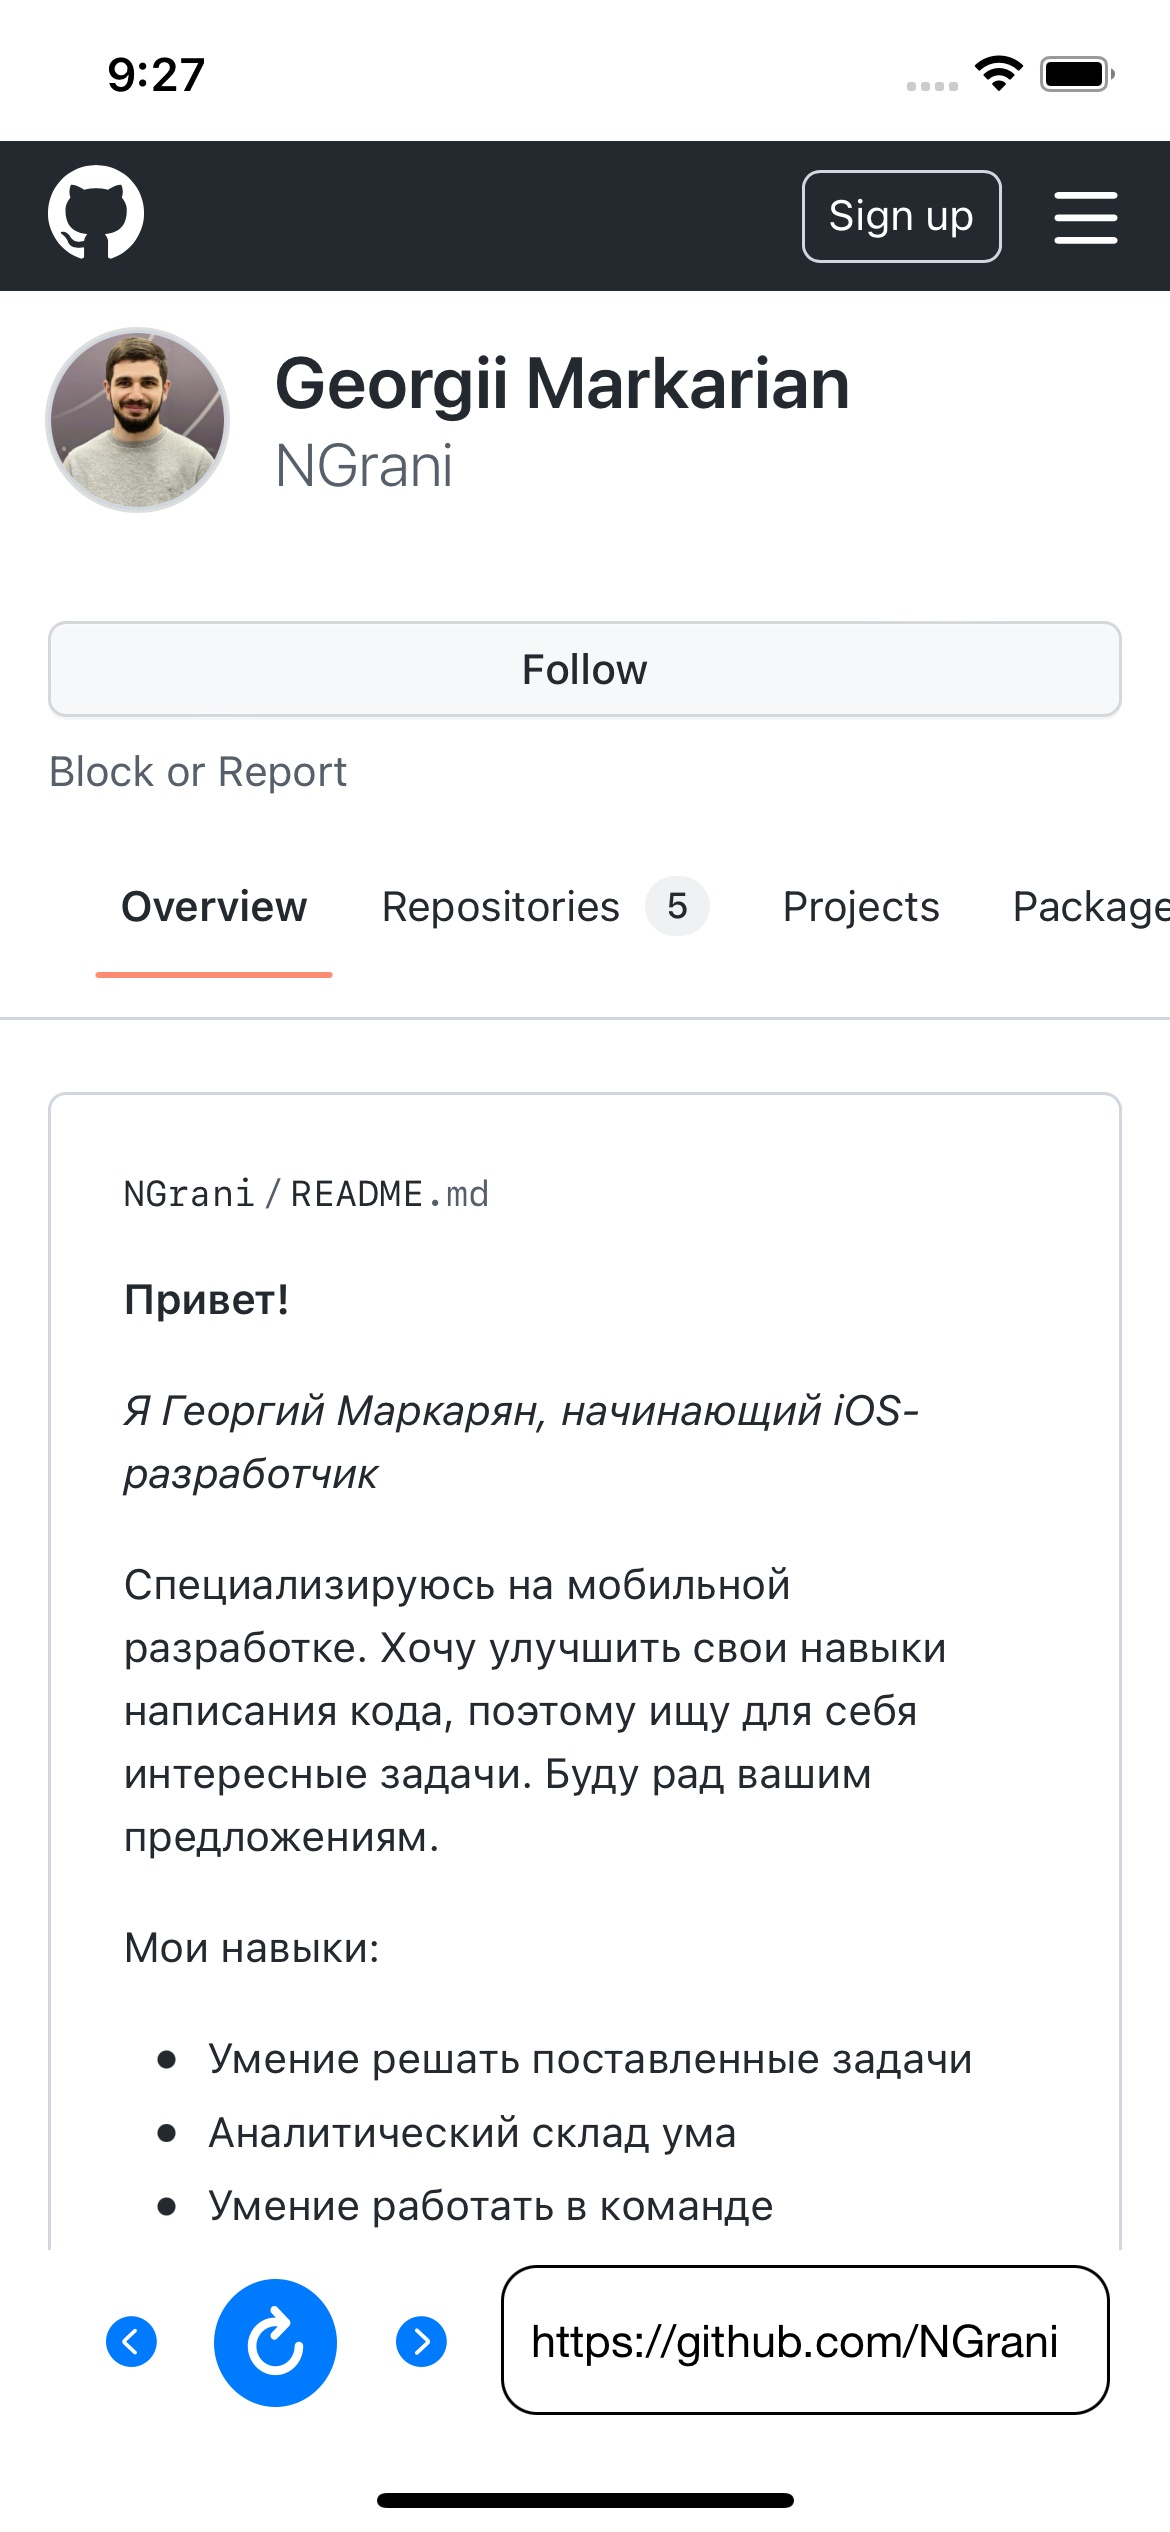 9:27
Sign up
Georgii Markarian
NGrani
Follow
Block or Report
Overview Repositories 5 Projects Package
NGrani / README.md
Привет!
Я Георгий Маркарян, начинающий iOS-
разработчик
Специализируюсь на мобильной
разработке. Хочу улучшить свои навыки
написания кода, поэтому ищу для себя
интересные задачи. Буду рад вашим
предложениям.
Мои навыки:
Умение решать поставленные задачи
Аналитический склад ума
Умение работать в команде
https://github.com/NGrani